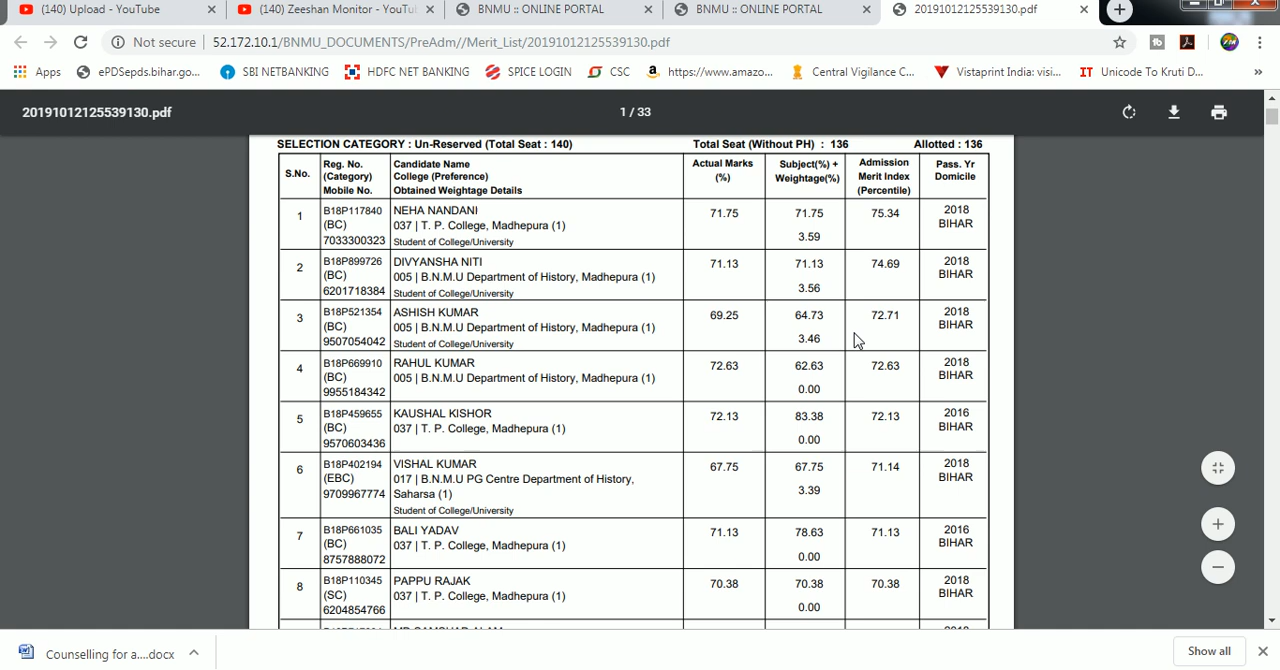 (140) Upload - YouTube
(140) Zeeshan Monitor - YouTu
BNMU :: ONLINE PORTAL
BNMU :: ONLINE PORTAL
20191012125539130.pdf
Not secure
52.172.10.1/BNMU_DOCUMENTS/PreAdm//Merit_List/20191012125539130.pdf
Apps
ePDSepds.bihar.go...
SBI NETBANKING
HDFC NET BANKING
SPICE LOGIN
CSC
https://www.amazo...
Central Vigilance C...
Vistaprint India: visi...
IT Unicode To Kruti D...
»
20191012125539130.pdf
1 / 33
SELECTION CATEGORY : Un-Reserved (Total Seat : 140) Total Seat (Without PH) : 136 Allotted : 136
S.No.
Reg. No.
(Category)
Mobile No.
Candidate Name
College (Preference)
Obtained Weightage Details
Actual Marks
(%)
Subject(%) +
Weightage(%)
Admission
Merit Index
(Percentile)
Pass. Yr
Domicile
1
B18P117840
(BC)
7033300323
NEHA NANDANI
037 | T. P. College, Madhepura (1)
Student of College/University
71.75
71.75
3.59
75.34
2018
BIHAR
2
B18P899726
(BC)
6201718384
DIVYANSHA NITI
005 | B.N.M.U Department of History, Madhepura (1)
Student of College/University
71.13
71.13
3.56
74.69
2018
BIHAR
3
B18P521354
(BC)
9507054042
ASHISH KUMAR
005 | B.N.M.U Department of History, Madhepura (1)
Student of College/University
69.25
64.73
3.46
72.71
2018
BIHAR
4
B18P669910
(BC)
9955184342
RAHUL KUMAR
005 | B.N.M.U Department of History, Madhepura (1)
72.63
62.63
0.00
72.63
2018
BIHAR
5
B18P459655
(BC)
9570603436
KAUSHAL KISHOR
037 | T. P. College, Madhepura (1)
72.13
83.38
0.00
72.13
2016
BIHAR
6
B18P402194
(EBC)
9709967774
VISHAL KUMAR
017 | B.N.M.U PG Centre Department of History,
Saharsa (1)
Student of College/University
67.75
67.75
3.39
71.14
2018
BIHAR
7
B18P661035
(BC)
8757888072
BALI YADAV
037 | T. P. College, Madhepura (1)
71.13
78.63
0.00
71.13
2016
BIHAR
8
B18P110345
(SC)
6204854766
PAPPU RAJAK
037 | T. P. College, Madhepura (1)
70.38
70.38
0.00
70.38
2018
BIHAR
Counselling for a....docx
Show all